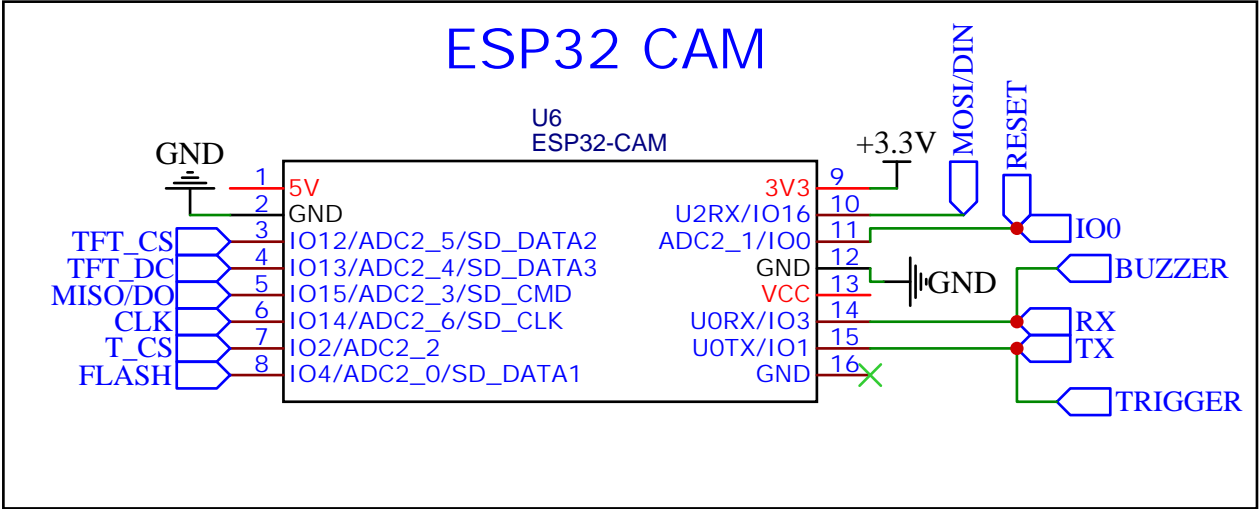 ESP32 CAM
U6
ESP32-CAM
GND
1 5V
2 GND
TFT_CS 3 IO12/ADC2_5/SD_DATA2
TFT_DC 4 IO13/ADC2_4/SD_DATA3
MISO/DO 5 IO15/ADC2_3/SD_CMD
CLK 6 IO14/ADC2_6/SD_CLK
T_CS 7 IO2/ADC2_2
FLASH 8 IO4/ADC2_0/SD_DATA1
+3.3V
MOSI/DIN
RESET
3V3 9
U2RX/IO16 10
ADC2_1/IO0 11 IO0
GND 12 GND
VCC 13
BUZZER
U0RX/IO3 14 RX
U0TX/IO1 15 TX
GND 16
TRIGGER